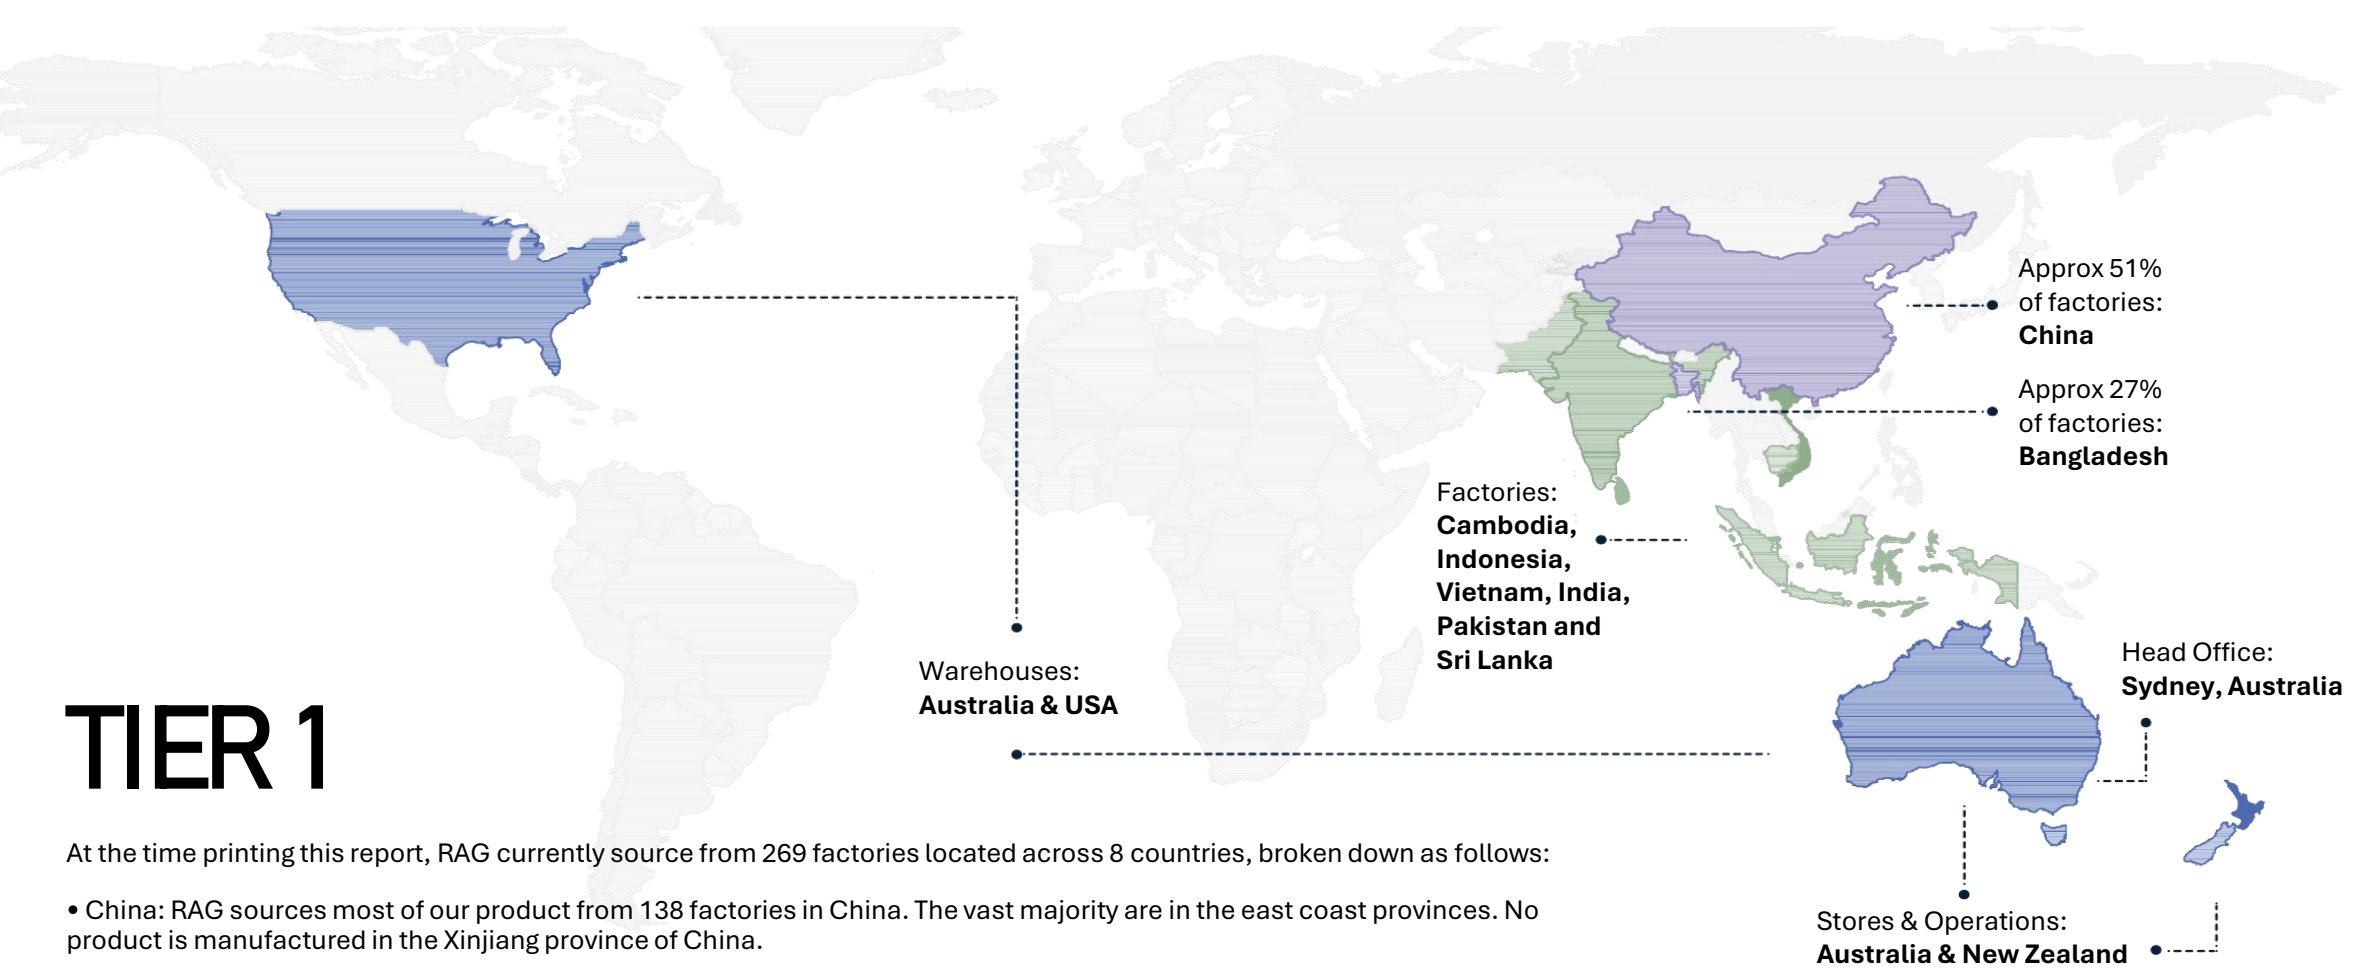 Approx 51%
of factories:
China
Approx 27%
of factories:
Bangladesh
Factories:
Cambodia,
Indonesia,
Vietnam, India,
Pakistan and
Sri Lanka
Warehouses:
Australia & USA
Head Office:
Sydney, Australia
TIER 1
At the time printing this report, RAG currently source from 269 factories located across 8 countries, broken down as follows:
• China: RAG sources most of our product from 138 factories in China. The vast majority are in the east coast provinces. No
product is manufactured in the Xinjiang province of China.
Stores & Operations:
Australia & New Zealand